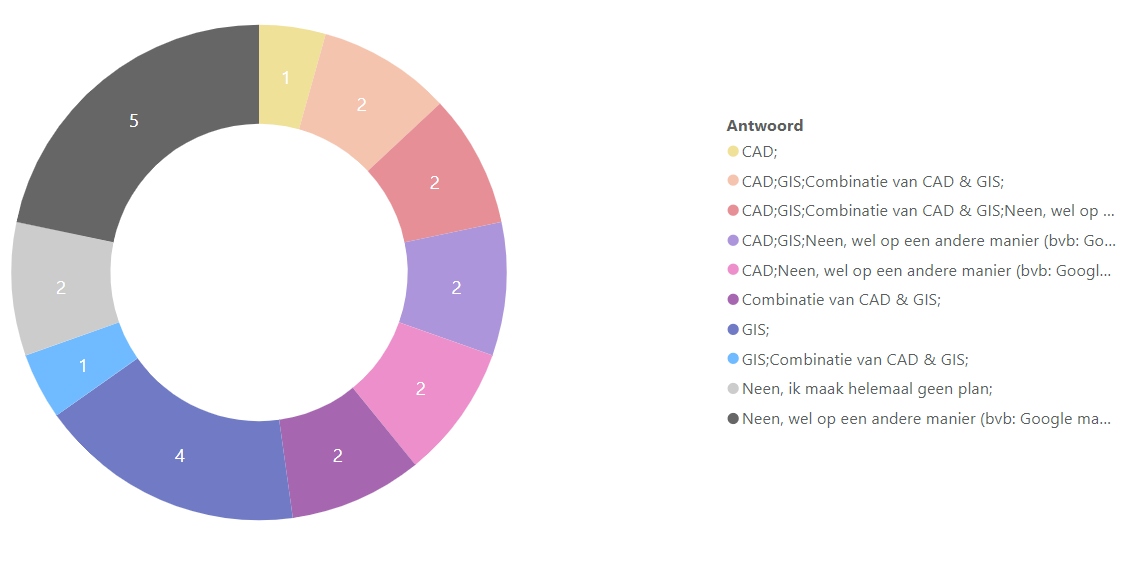 1
2
2
2
2
2
4
1
2
5
Antwoord
CAD;
CAD;GIS;Combinatie van CAD & GIS;
CAD;GIS;Combinatie van CAD & GIS;Neen, wel op ...
CAD;GIS;Neen, wel op een andere manier (bvb: Go...
CAD;Neen, wel op een andere manier (bvb: Googl...
Combinatie van CAD & GIS;
GIS;
GIS;Combinatie van CAD & GIS;
Neen, ik maak helemaal geen plan;
Neen, wel op een andere manier (bvb: Google ma...